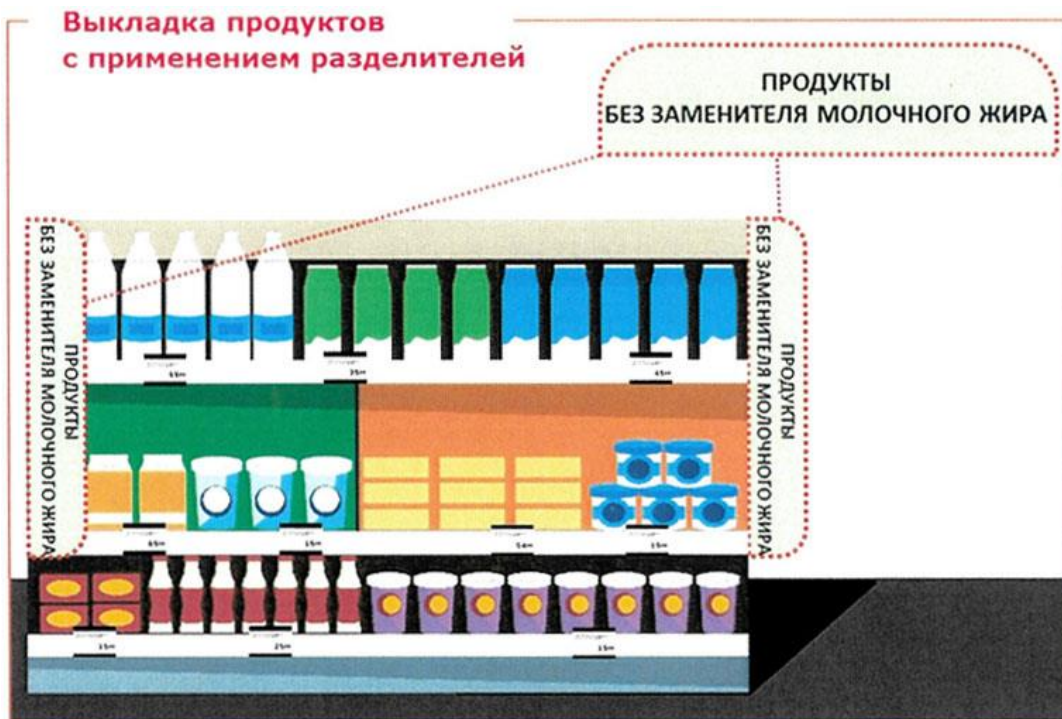 Выкладка продуктов
с применением разделителей
ПРОДУКТЫ
БЕЗ ЗАМЕНИТЕЛЯ МОЛОЧНОГО ЖИРА
ПРОДУКТЫ
БЕЗ ЗАМЕНИТЕЛЯ МОЛОЧНОГО ЖИРА
ПРОДУКТЫ
БЕЗ ЗАМЕНИТЕЛЯ МОЛОЧНОГО ЖИРА